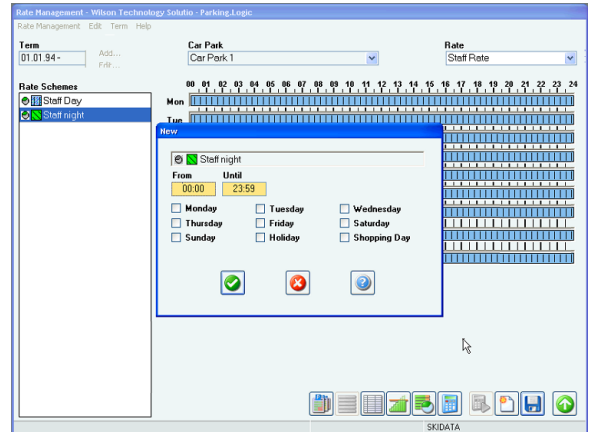 Rate Management - Wilson Technology Solutio - Parking.Logic
Rate Management Edit Term Help
Term Car Park Rate
01.01.94 - Add... Car Park 1 Staff Rate
Edit...
Rate Schemes 00 01 02 03 04 05 06 07 08 09 10 11 12 13 14 15 16 17 18 19 20 21 22 23 24
Staff Day Mon
Staff night Tue
New
Staff night
From Until
00:00 23:59
Monday Tuesday Wednesday
Thursday Friday Saturday
Sunday Holiday Shopping Day
SKIDATA